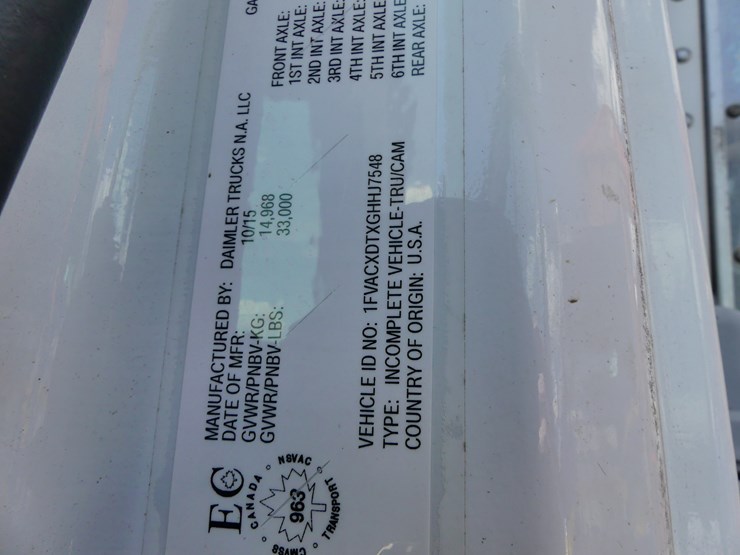 MANUFACTURED BY: DAIMLER TRUCKS N.A. LLC
DATE OF MFR: 10/15
GVWR/PNBV-KG: 14,968
GVWR/PNBV-LBS: 33,000
GA
FRONT AXLE:
1ST INT AXLE:
2ND INT AXLE:
3RD INT AXLE:
4TH INT AXLE:
5TH INT AXLE
6TH INT AXLE
REAR AXLE:
VEHICLE ID NO: 1FVACXDTXGHHJ7548
TYPE: INCOMPLETE VEHICLE-TRU/CAM
COUNTRY OF ORIGIN: U.S.A.
EC
CANADA
NSVAC
963
TRANSPORT
CMVSS